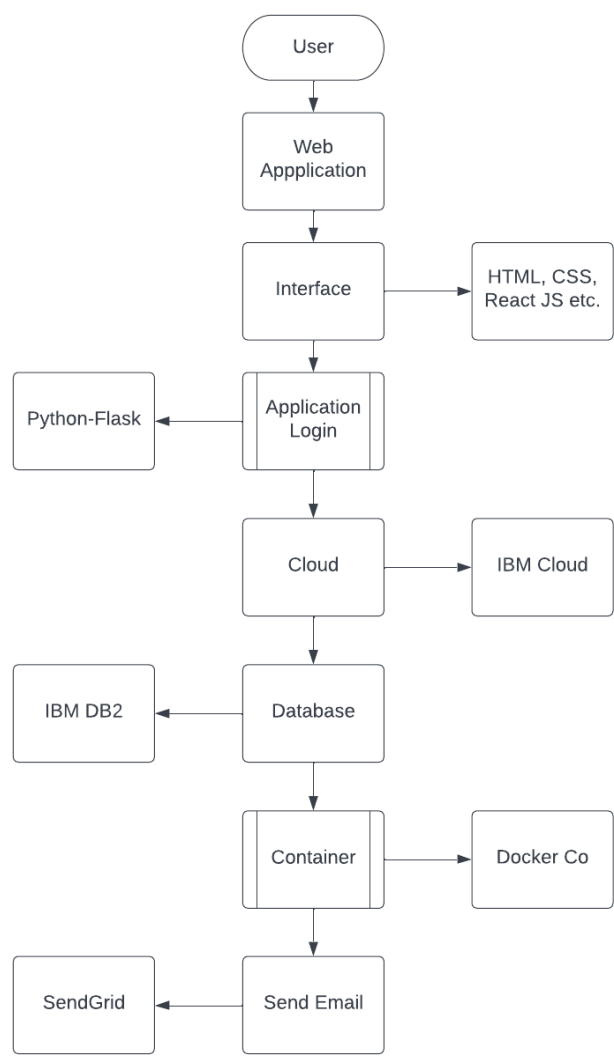 User
Web
Appplication
Interface
HTML, CSS,
React JS etc.
Python-Flask
Application
Login
Cloud
IBM Cloud
IBM DB2
Database
Container
Docker Co
SendGrid
Send Email